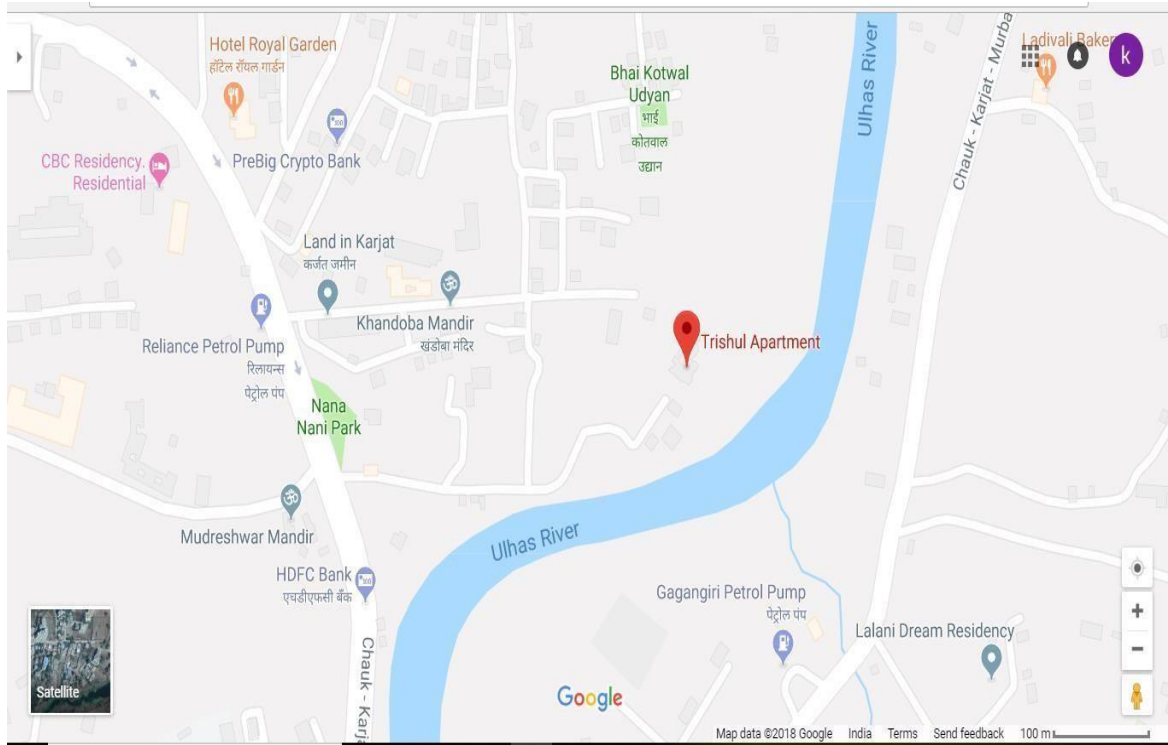 Hotel Royal Garden
हॉटेल रॉयल गार्डन
PreBig Crypto Bank
CBC Residency.
Residential
Bhai Kotwal
Udyan
भाई
कोतवाल
उद्यान
Ulhas River
Chauk - Karjat - Murba
Ladivali Baker
k
Land in Karjat
कर्जत जमीन
Khandoba Mandir
खंडोबा मंदिर
Reliance Petrol Pump
रिलायन्स
पेट्रोल पंप
Trishul Apartment
Nana
Nani Park
Mudreshwar Mandir
Ulhas River
HDFC Bank
एचडीएफसी बँक
Gagangiri Petrol Pump
पेट्रोल पंप
Lalani Dream Residency
Chauk - Karj
Satellite
Google
Map data ©2018 Google India Terms Send feedback 100 m